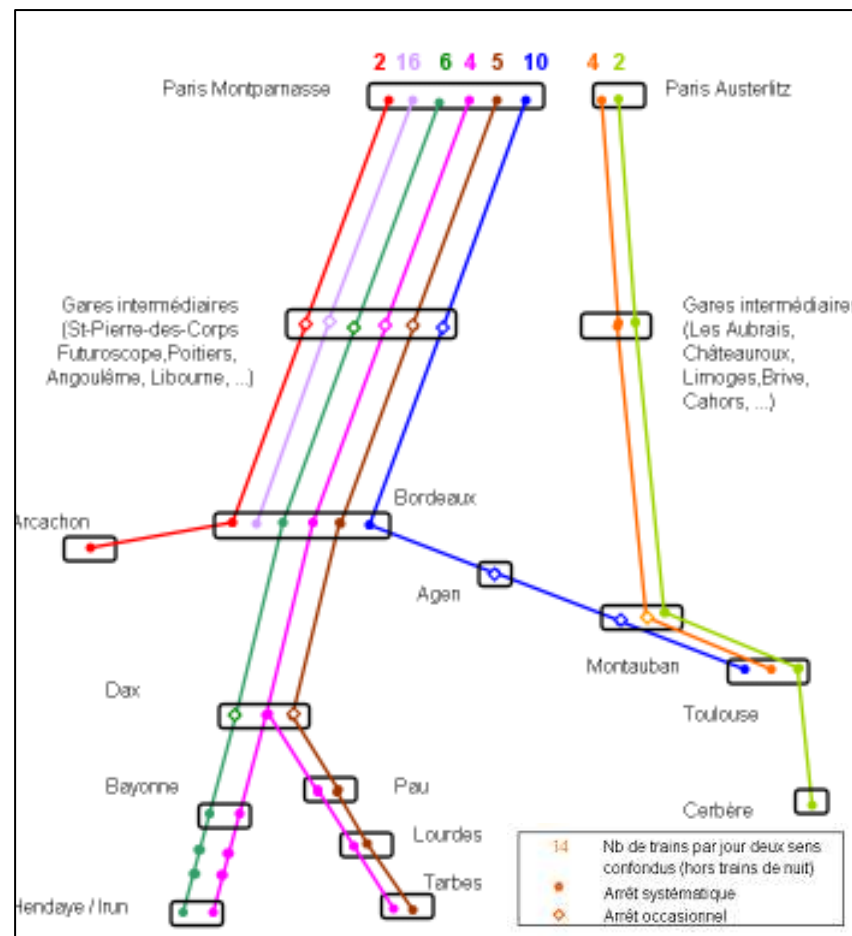 2 16 6 4 5 10 4 2
Paris Montparnasse
Paris Austerlitz
Gares intermédiaires
(St-Pierre-des-Corps
Futuroscope,Poitiers,
Angoulême, Libourne, ...)
Gares intermédiaire
(Les Aubrais,
Châteauroux,
Limoges,Brive,
Cahors, ...)
Bordeaux
Arcachon
Agen
Montauban
Dax
Toulouse
Bayonne
Pau
Cerbère
Lourdes
Tarbes
Hendaye / Irun
14 Nb de trains par jour deux sens
confondus (hors trains de nuit)
Arrêt systématique
Arrêt occasionnel